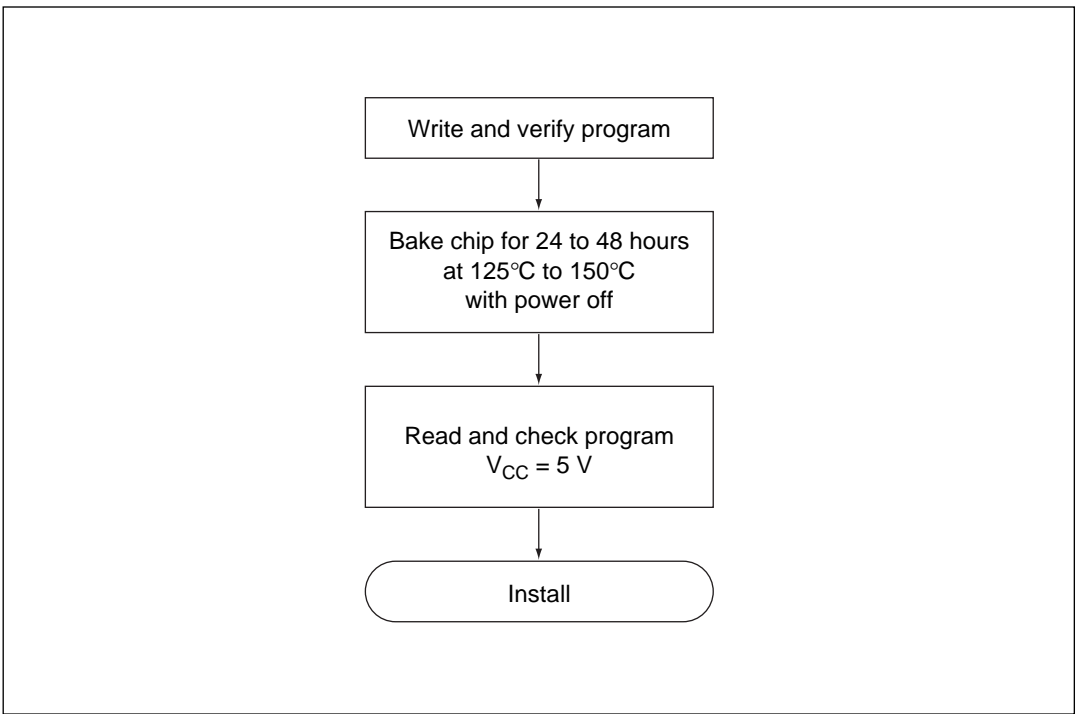 Write and verify program
Bake chip for 24 to 48 hours
at 125°C to 150°C
with power off
Read and check program
VCC = 5 V
Install